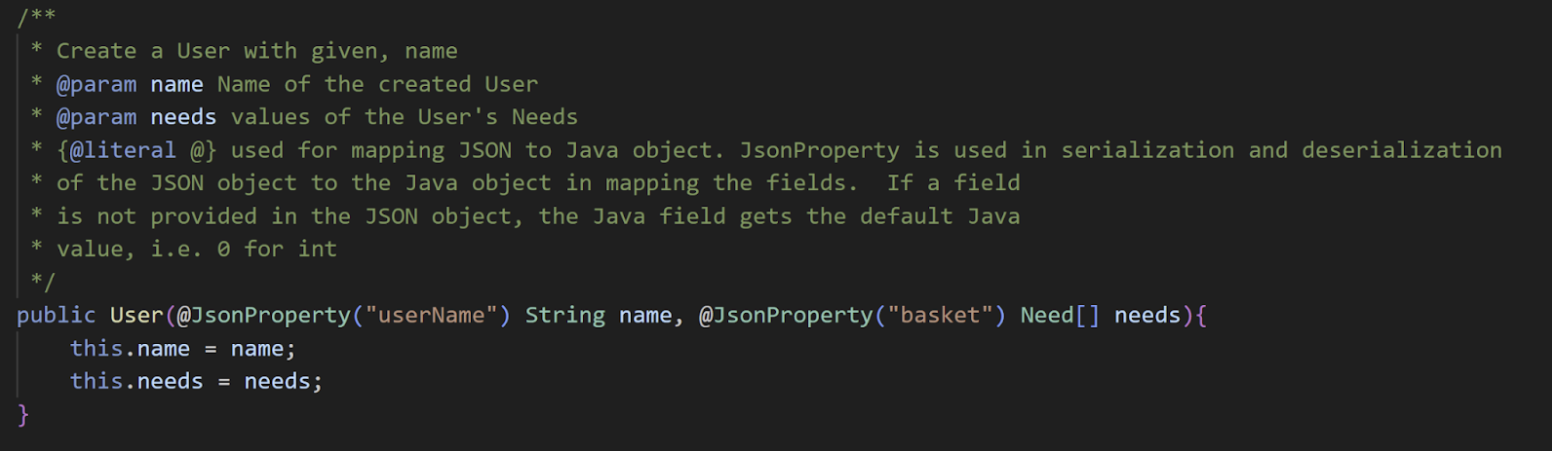 /**
 * Create a User with given, name
 * @param name Name of the created User
 * @param needs values of the User's Needs
 * {@literal @} used for mapping JSON to Java object. JsonProperty is used in serialization and deserialization
 * of the JSON object to the Java object in mapping the fields.  If a field
 * is not provided in the JSON object, the Java field gets the default Java
 * value, i.e. 0 for int
 */
public User(@JsonProperty("userName") String name, @JsonProperty("basket") Need[] needs){
    this.name = name;
    this.needs = needs;
}